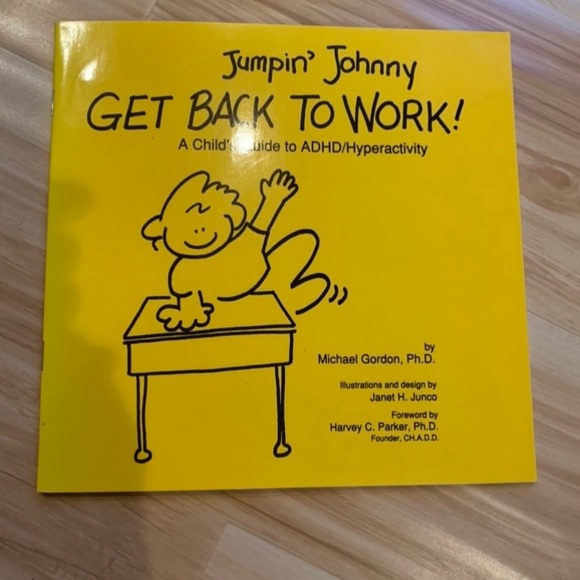 Jumpin' Johnny
GET BACK TO WORK!
A Child's Guide to ADHD/Hyperactivity
by
Michael Gordon, Ph.D.
Illustrations and design by
Janet H. Junco
Foreword by
Harvey C. Parker, Ph.D.
Founder, CH.A.D.D.